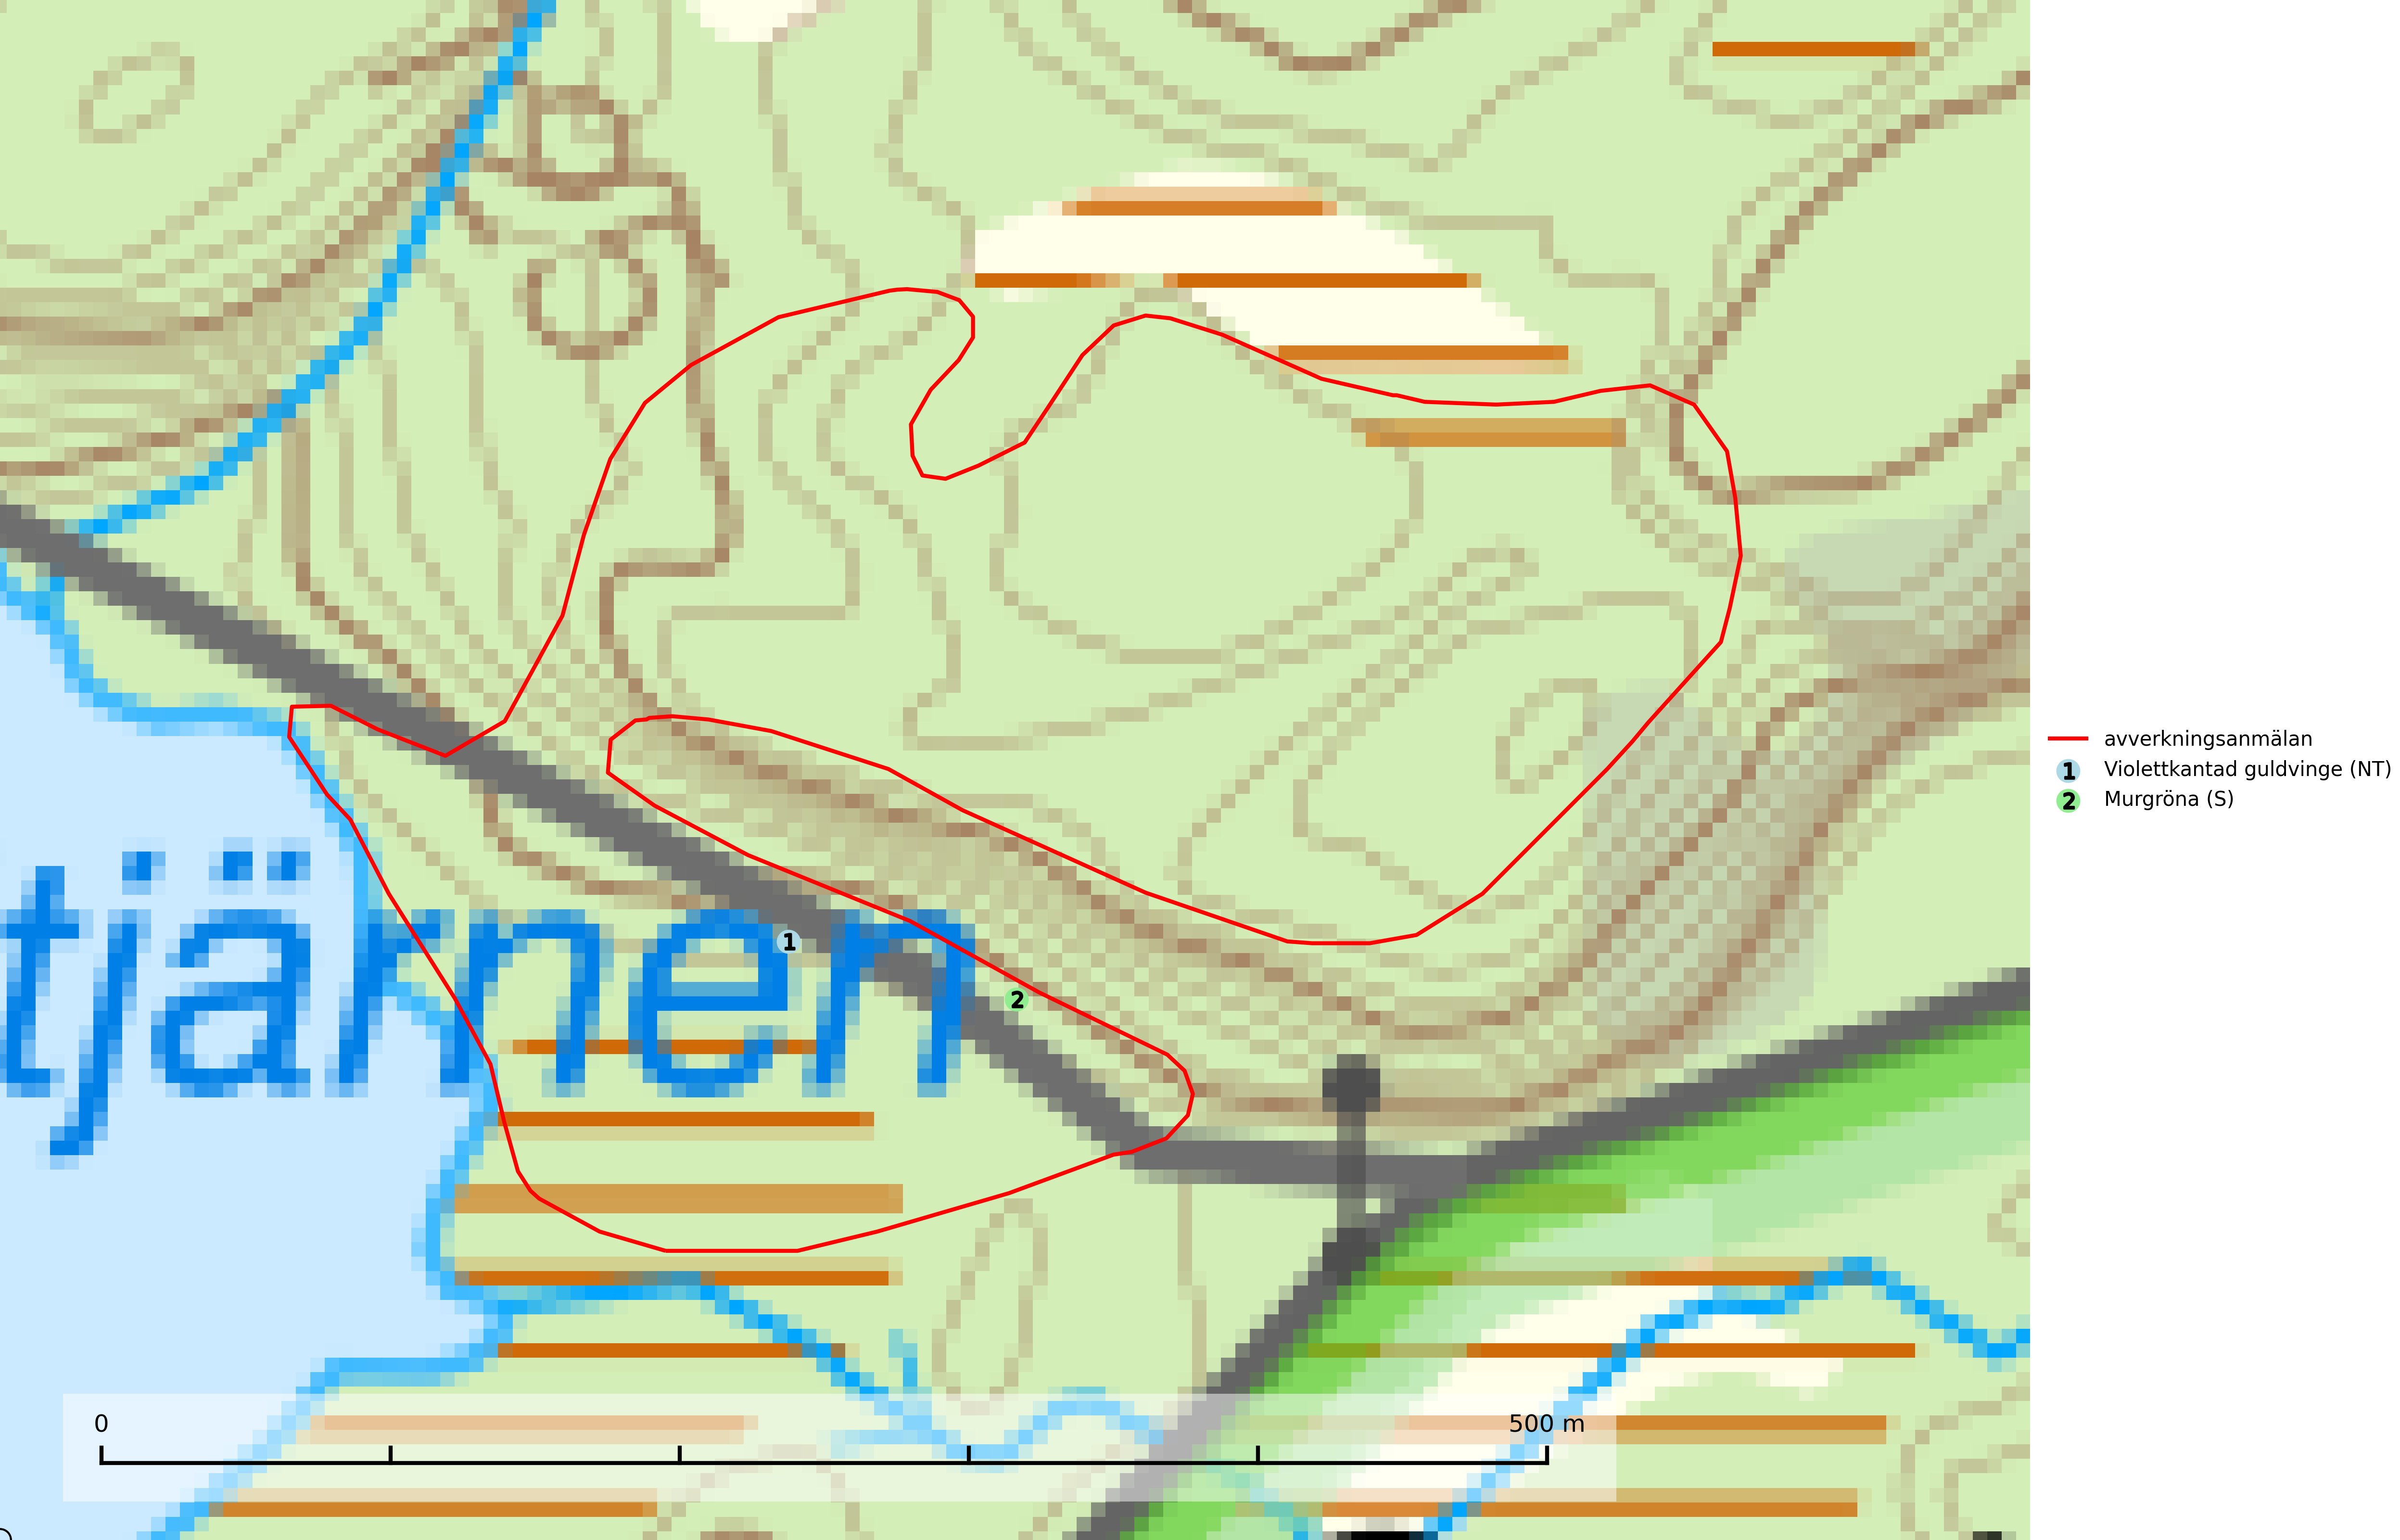 tjärnen
1
2
0
500 m
avverkningsanmälan
1 Violettkantad guldvinge (NT)
2 Murgröna (S)